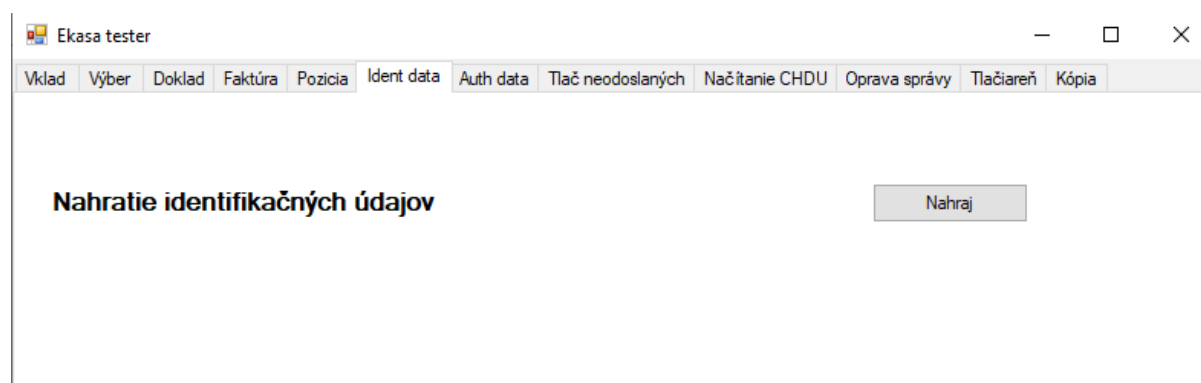 Ekasa tester
Vklad Výber Doklad Faktúra Pozicia Ident data Auth data Tlač neodoslaných Načítanie CHDU Oprava správy Tlačiareň Kópia
Nahratie identifikačných údajov Nahraj